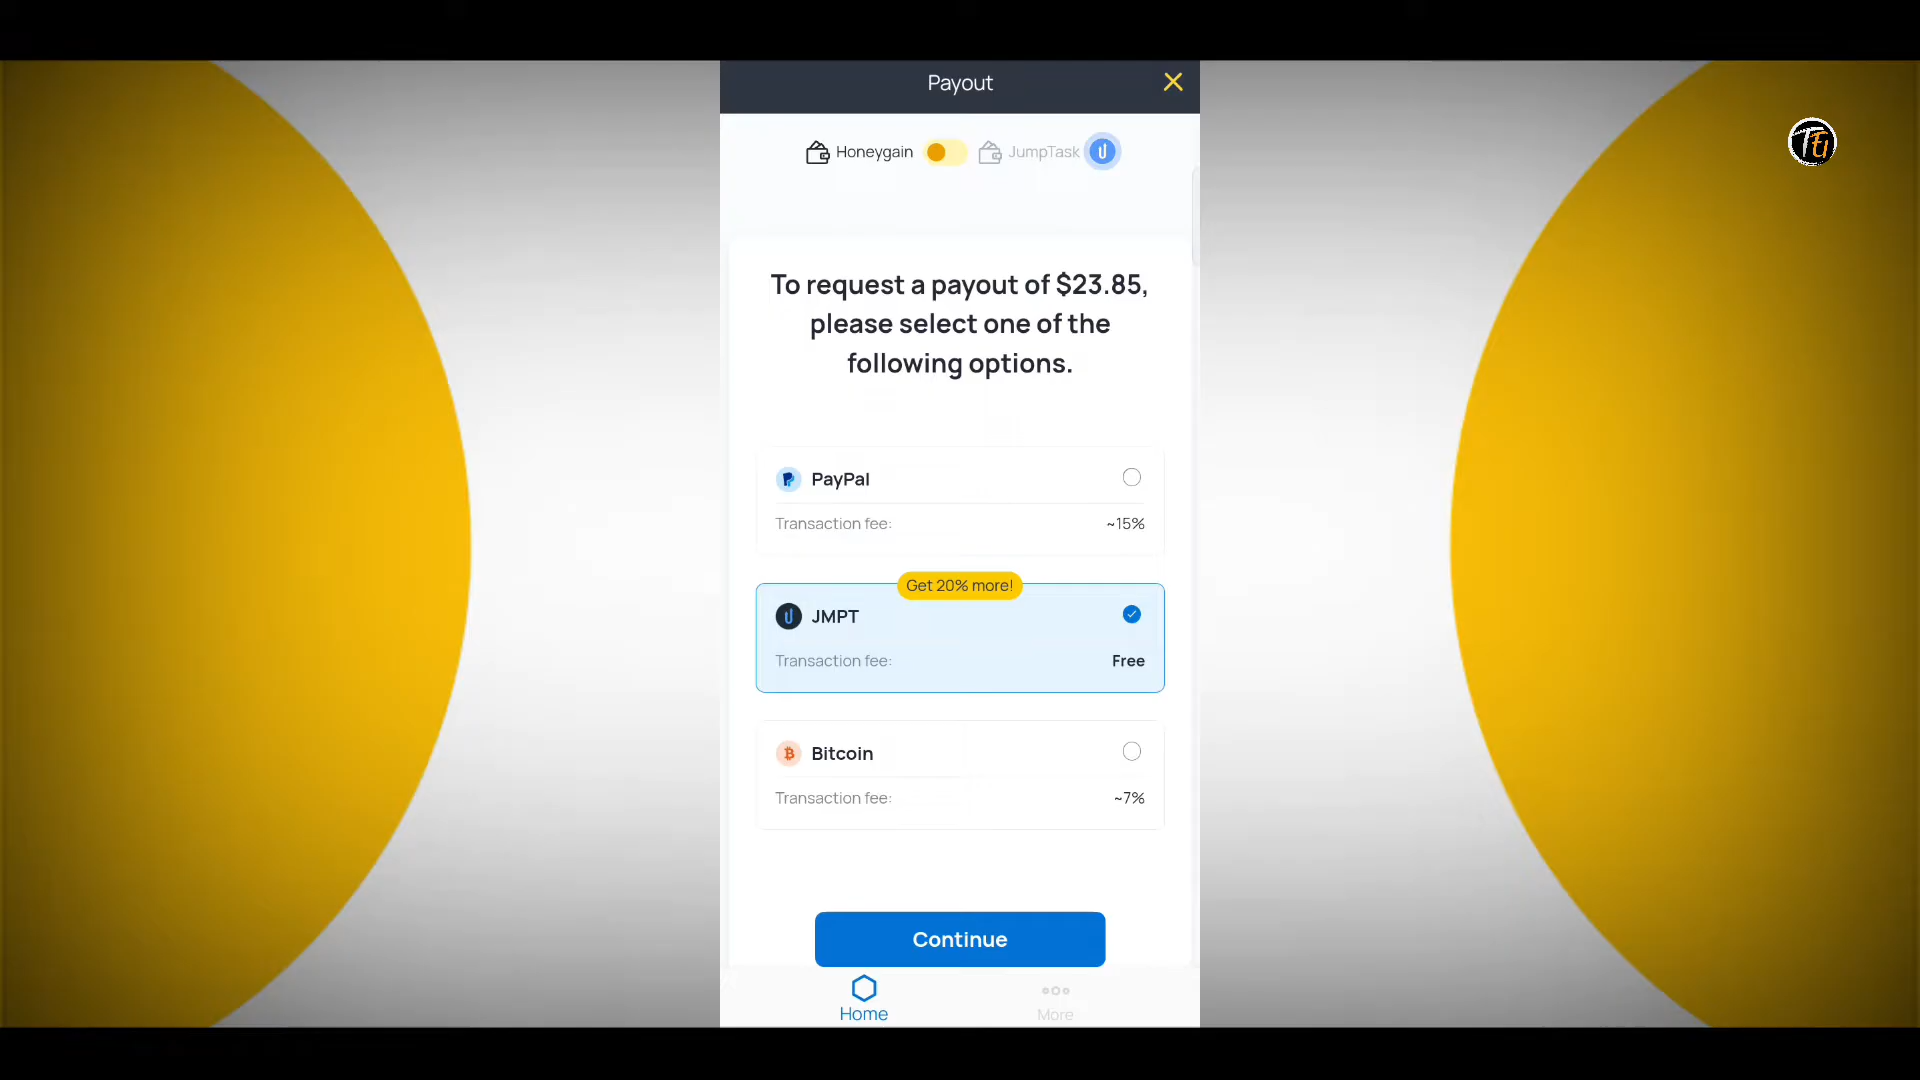 Payout
Honeygain
JumpTask
To request a payout of $23.85,
please select one of the
following options.
PayPal
Transaction fee: ~15%
Get 20% more!
JMPT
Transaction fee: Free
Bitcoin
Transaction fee: ~7%
Continue
Home
More